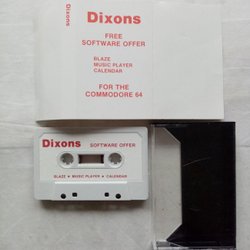 Dixons
Dixons
FREE
SOFTWARE OFFER
BLAZE
MUSIC PLAYER
CALENDAR
FOR THE
COMMODORE 64
Dixons SOFTWARE OFFER
BLAZE • MUSIC PLAYER • CALENDAR